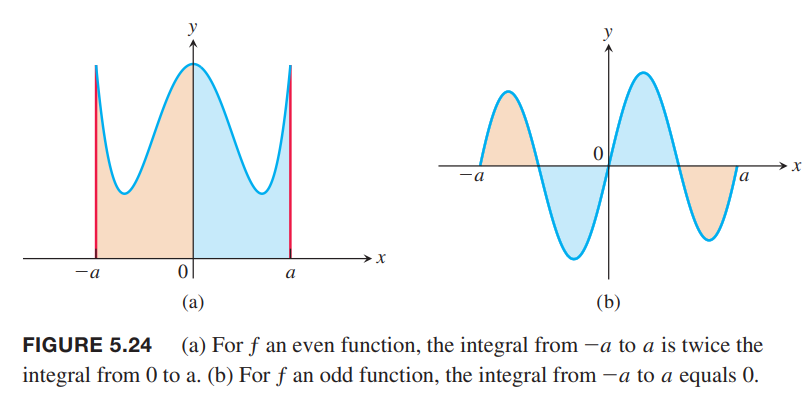 y
−a
0
a
x
(a)
y
−a
0
a
x
(b)
FIGURE 5.24 (a) For f an even function, the integral from −a to a is twice the
integral from 0 to a. (b) For f an odd function, the integral from −a to a equals 0.